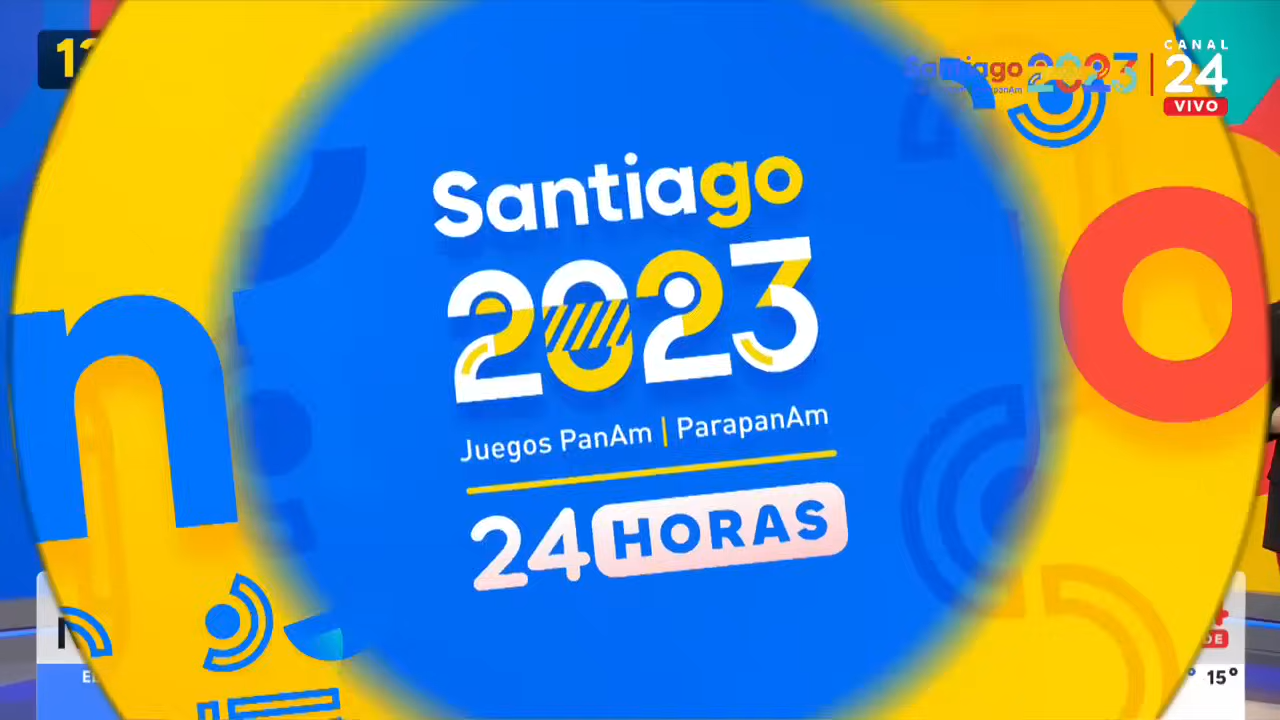 Santiago 2023
CANAL
24
VIVO
Santiago
2023
Juegos PanAm | ParapanAm
24 HORAS
15°